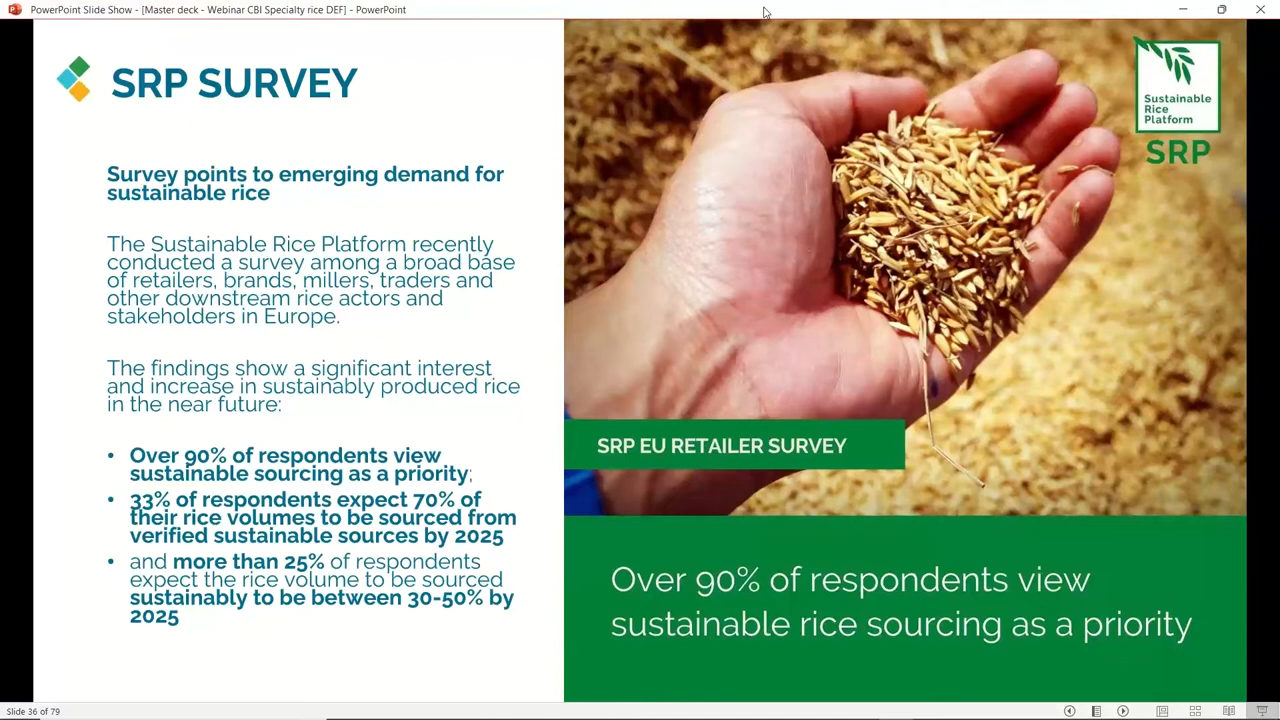 PowerPoint Slide Show - [Master deck - Webinar CBI Specialty rice DEF] - PowerPoint
SRP SURVEY
Survey points to emerging demand for
sustainable rice
The Sustainable Rice Platform recently
conducted a survey among a broad base
of retailers, brands, millers, traders and
other downstream rice actors and
stakeholders in Europe.
The findings show a significant interest
and increase in sustainably produced rice
in the near future:
• Over 90% of respondents view
sustainable sourcing as a priority;
• 33% of respondents expect 70% of
their rice volumes to be sourced from
verified sustainable sources by 2025
• and more than 25% of respondents
expect the rice volume to be sourced
sustainably to be between 30-50% by
2025
Sustainable
Rice
Platform
SRP
SRP EU RETAILER SURVEY
Over 90% of respondents view
sustainable rice sourcing as a priority
Slide 36 of 79